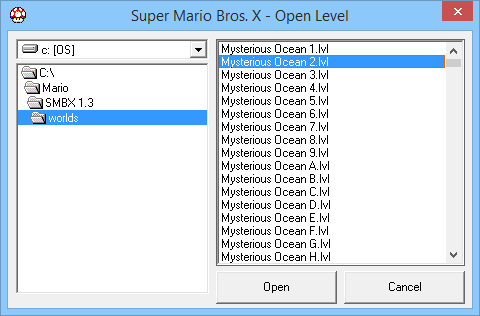 Super Mario Bros. X - Open Level
c: [OS]
C:\
Mario
SMBX 1.3
worlds
Mysterious Ocean 1.lvl
Mysterious Ocean 2.lvl
Mysterious Ocean 3.lvl
Mysterious Ocean 4.lvl
Mysterious Ocean 5.lvl
Mysterious Ocean 6.lvl
Mysterious Ocean 7.lvl
Mysterious Ocean 8.lvl
Mysterious Ocean 9.lvl
Mysterious Ocean A.lvl
Mysterious Ocean B.lvl
Mysterious Ocean C.lvl
Mysterious Ocean D.lvl
Mysterious Ocean E.lvl
Mysterious Ocean F.lvl
Mysterious Ocean G.lvl
Mysterious Ocean H.lvl
Open
Cancel